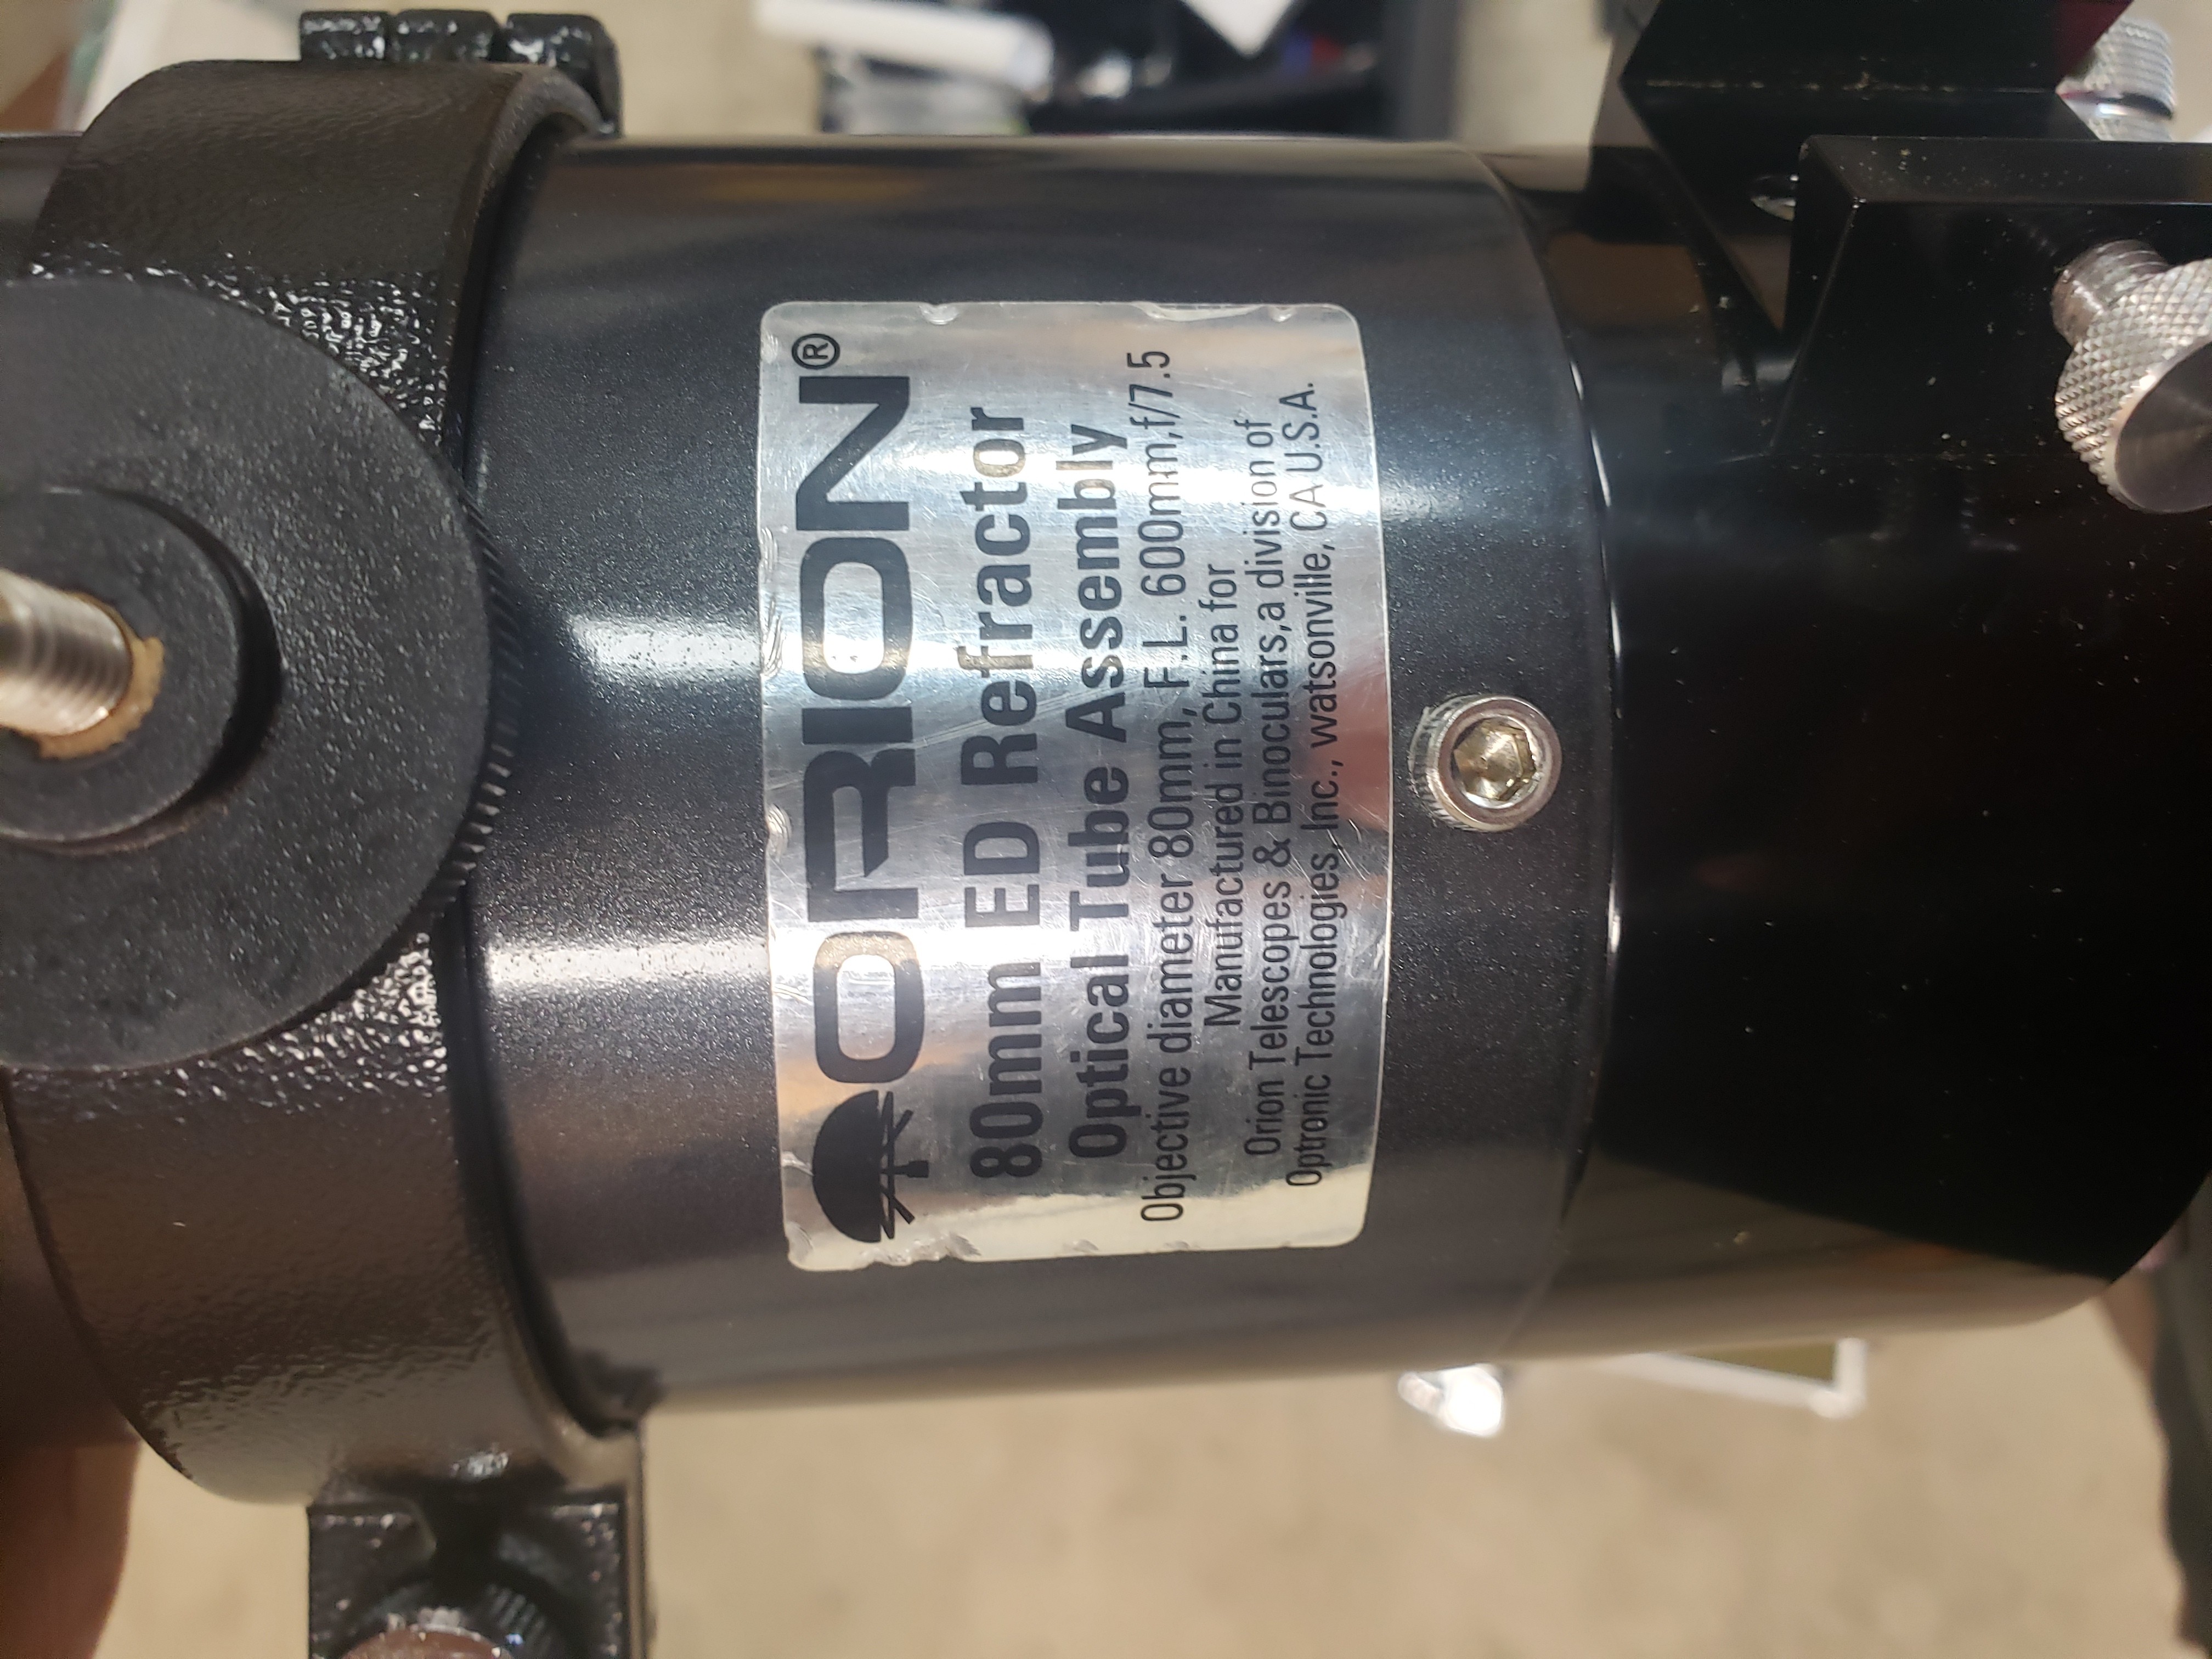 ORION®
80mm ED Refractor
Optical Tube Assembly
Objective diameter 80mm, F.L. 600mm,f/7.5
Manufactured in China for
Orion Telescopes & Binoculars,a division of
Optronic Technologies, Inc., watsonville, CA U.S.A.